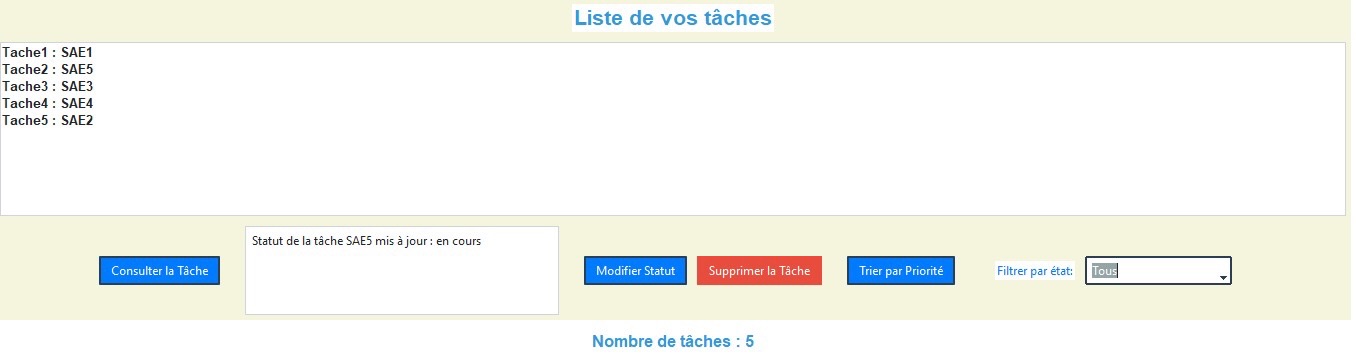 Liste de vos tâches
Tache1 : SAE1
Tache2 : SAE5
Tache3 : SAE3
Tache4 : SAE4
Tache5 : SAE2
Statut de la tâche SAE5 mis à jour : en cours
Consulter la Tâche
Modifier Statut
Supprimer la Tâche
Trier par Priorité
Filtrer par état:
Tous
Nombre de tâches : 5